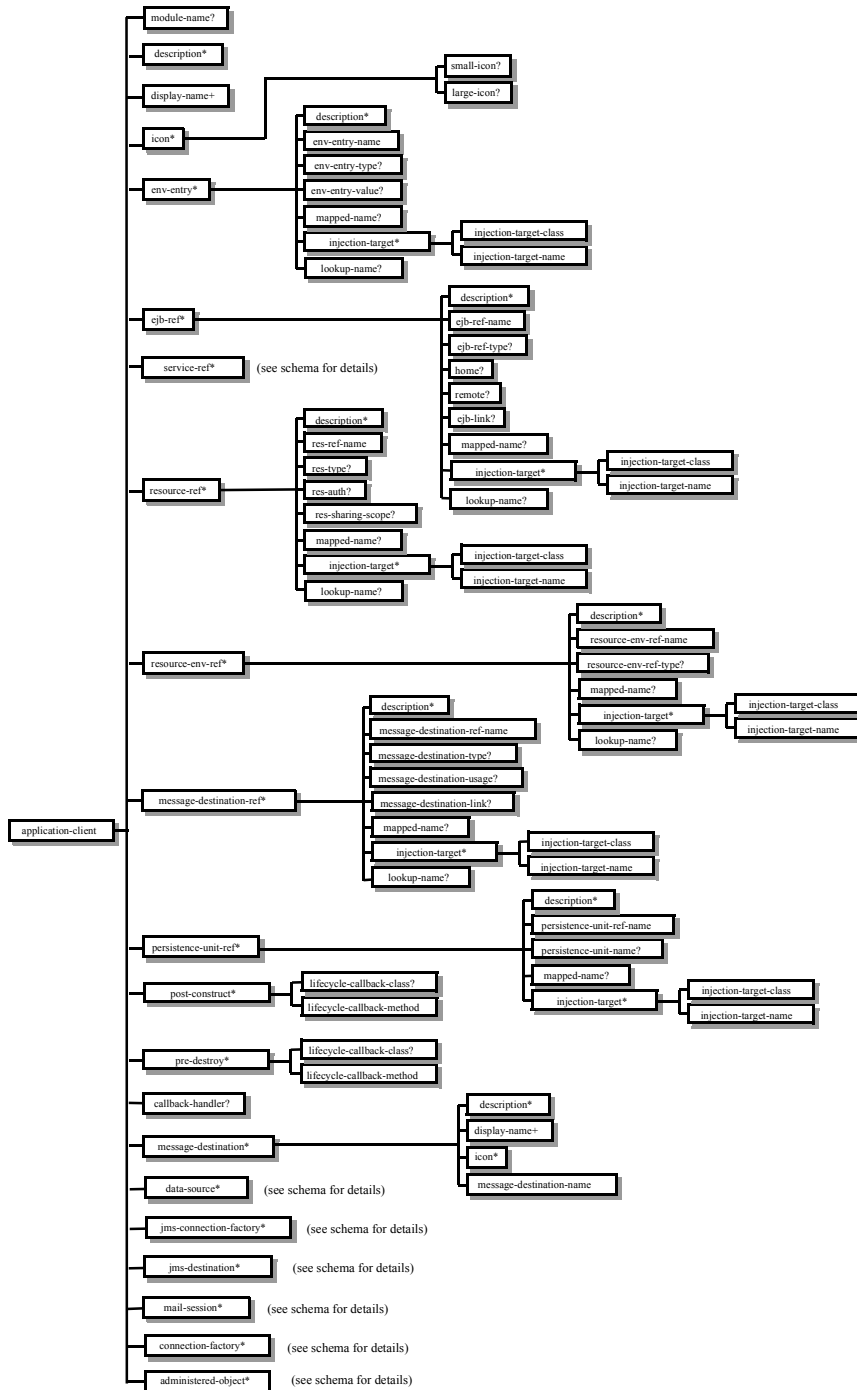 module-name?
description*
display-name+
icon*
small-icon?
large-icon?
env-entry*
description*
env-entry-name
env-entry-type?
env-entry-value?
mapped-name?
injection-target*
injection-target-class
injection-target-name
lookup-name?
ejb-ref*
description*
ejb-ref-name
ejb-ref-type?
home?
remote?
ejb-link?
mapped-name?
injection-target*
injection-target-class
injection-target-name
lookup-name?
service-ref* (see schema for details)
resource-ref*
description*
res-ref-name
res-type?
res-auth?
res-sharing-scope?
mapped-name?
injection-target*
injection-target-class
injection-target-name
lookup-name?
resource-env-ref*
description*
resource-env-ref-name
resource-env-ref-type?
mapped-name?
injection-target*
injection-target-class
injection-target-name
lookup-name?
message-destination-ref*
description*
message-destination-ref-name
message-destination-type?
message-destination-usage?
message-destination-link?
mapped-name?
injection-target*
injection-target-class
injection-target-name
lookup-name?
application-client
persistence-unit-ref*
description*
persistence-unit-ref-name
persistence-unit-name?
mapped-name?
injection-target*
injection-target-class
injection-target-name
post-construct*
lifecycle-callback-class?
lifecycle-callback-method
pre-destroy*
lifecycle-callback-class?
lifecycle-callback-method
callback-handler?
message-destination*
description*
display-name+
icon*
message-destination-name
data-source* (see schema for details)
jms-connection-factory* (see schema for details)
jms-destination* (see schema for details)
mail-session* (see schema for details)
connection-factory* (see schema for details)
administered-object* (see schema for details)